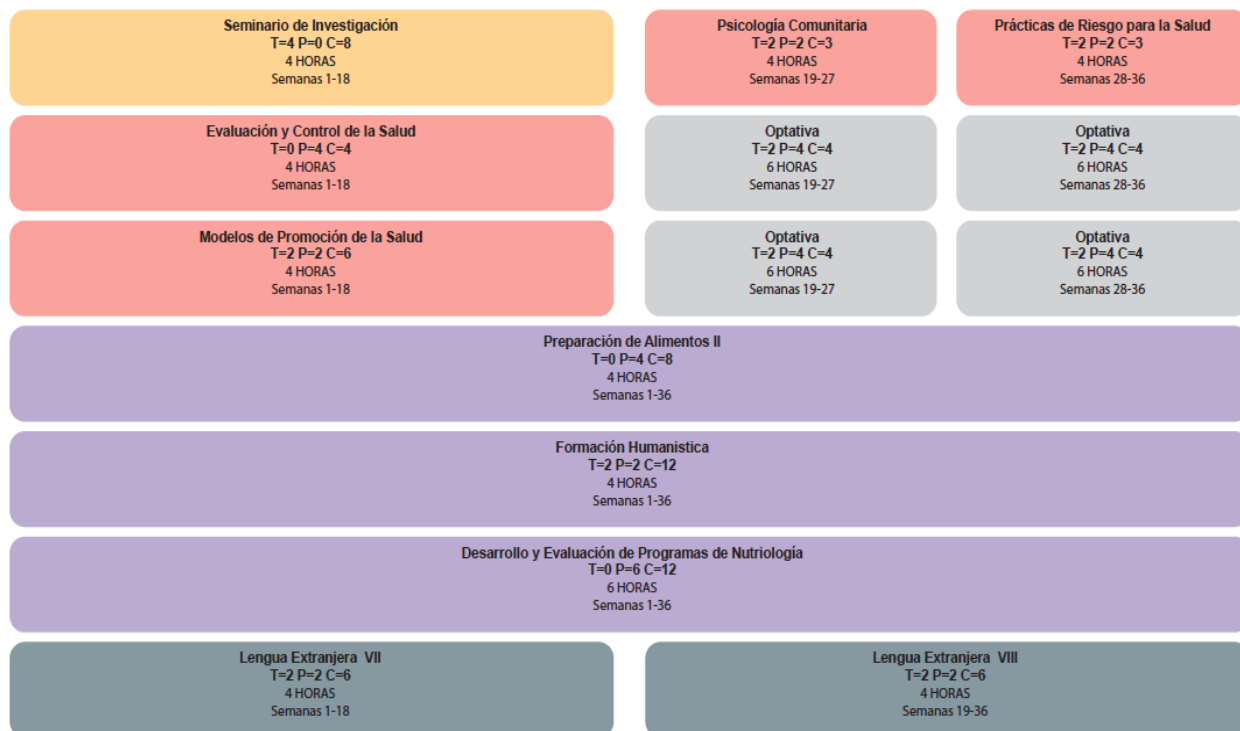 Seminario de Investigación
T=4 P=0 C=8
4 HORAS
Semanas 1-18
Psicología Comunitaria
T=2 P=2 C=3
4 HORAS
Semanas 19-27
Prácticas de Riesgo para la Salud
T=2 P=2 C=3
4 HORAS
Semanas 28-36
Evaluación y Control de la Salud
T=0 P=4 C=4
4 HORAS
Semanas 1-18
Optativa
T=2 P=4 C=4
6 HORAS
Semanas 19-27
Optativa
T=2 P=4 C=4
6 HORAS
Semanas 28-36
Modelos de Promoción de la Salud
T=2 P=2 C=6
4 HORAS
Semanas 1-18
Optativa
T=2 P=4 C=4
6 HORAS
Semanas 19-27
Optativa
T=2 P=4 C=4
6 HORAS
Semanas 28-36
Preparación de Alimentos II
T=0 P=4 C=8
4 HORAS
Semanas 1-36
Formación Humanistica
T=2 P=2 C=12
4 HORAS
Semanas 1-36
Desarrollo y Evaluación de Programas de Nutriología
T=0 P=6 C=12
6 HORAS
Semanas 1-36
Lengua Extranjera VII
T=2 P=2 C=6
4 HORAS
Semanas 1-18
Lengua Extranjera VIII
T=2 P=2 C=6
4 HORAS
Semanas 19-36